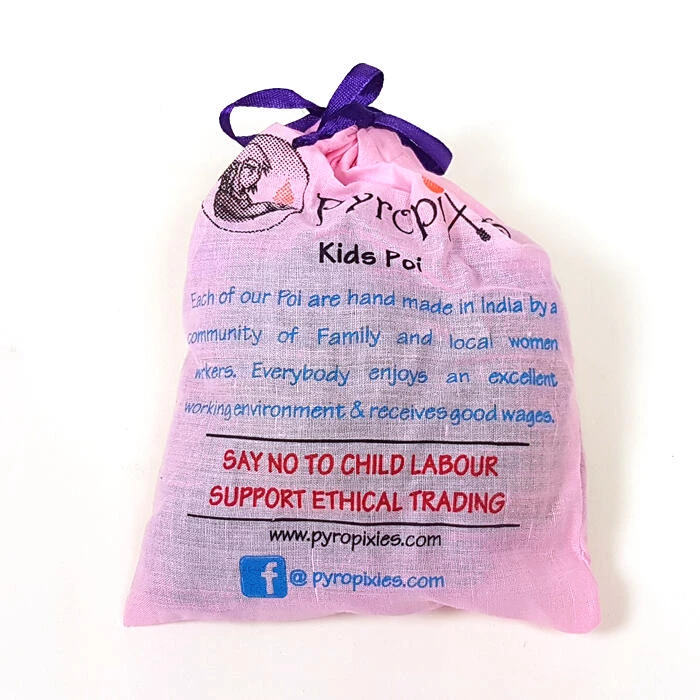 pyropixies
Kids Poi
Each of our Poi are hand made in India by a
community of Family and local women
workers. Everybody enjoys an excellent
working environment & receives good wages.
SAY NO TO CHILD LABOUR
SUPPORT ETHICAL TRADING
www.pyropixies.com
f @ pyropixies.com